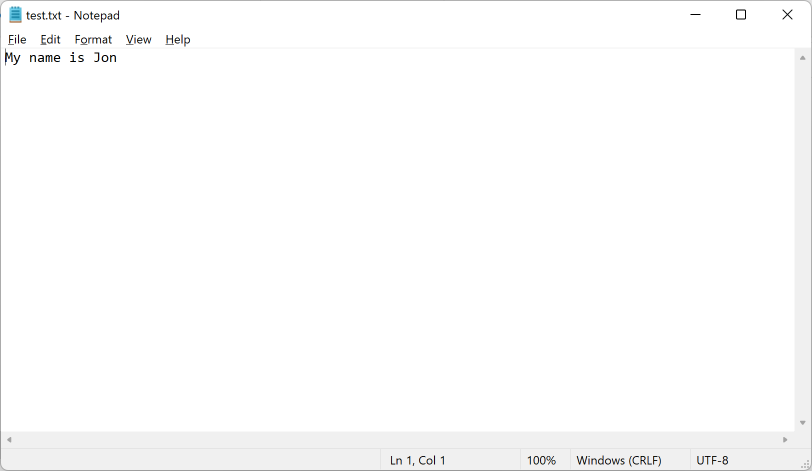 test.txt - Notepad
File Edit Format View Help
My name is Jon
Ln 1, Col 1 100% Windows (CRLF) UTF-8